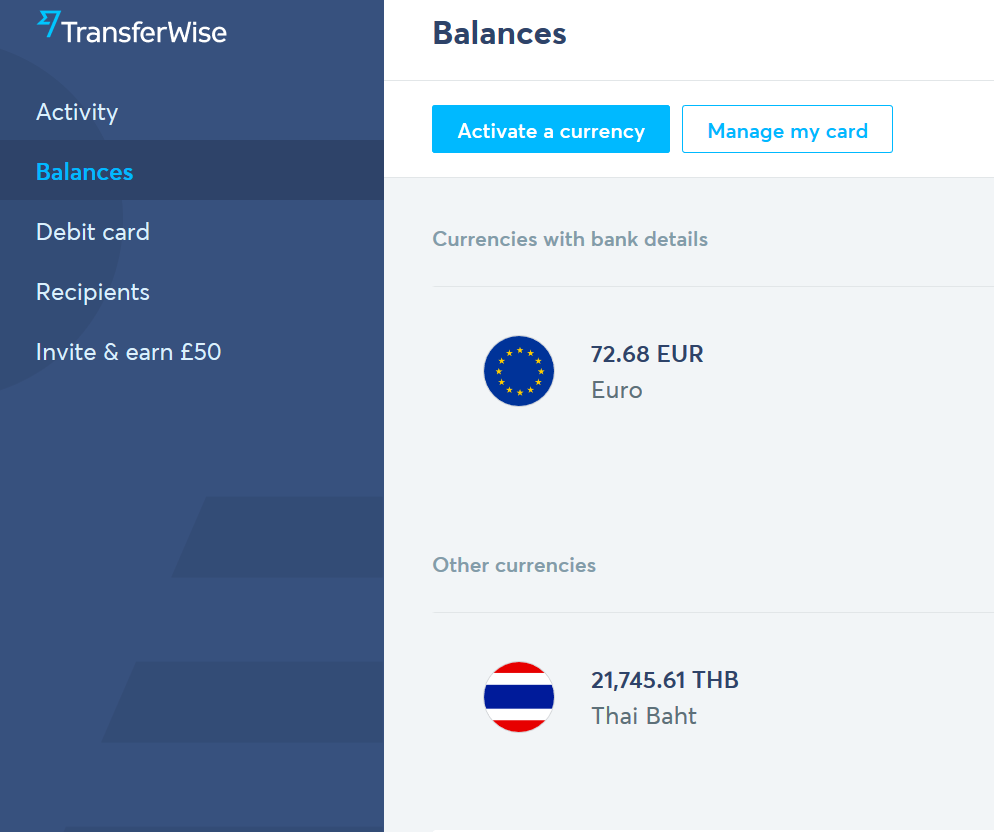 TransferWise
Activity
Balances
Debit card
Recipients
Invite & earn £50
Balances
Activate a currency
Manage my card
Currencies with bank details
72.68 EUR
Euro
Other currencies
21,745.61 THB
Thai Baht